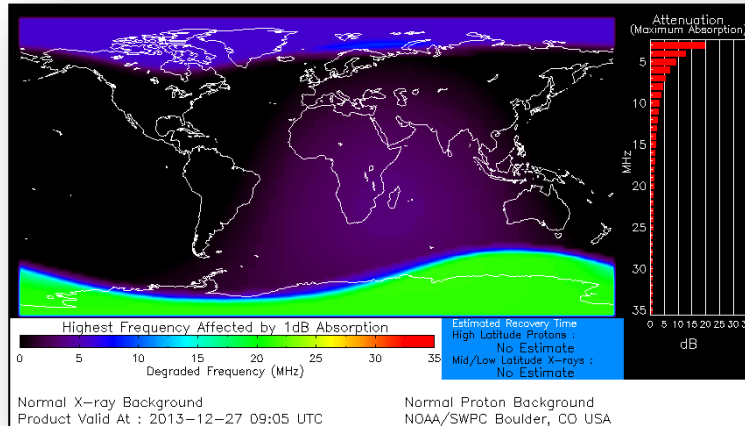 Attenuation
(Maximum Absorption)
5
10
15
20
25
30
35
MHz
0 5 10 15 20 25 30
dB
Highest Frequency Affected by 1dB Absorption
0 5 10 15 20 25 30 35
Degraded Frequency (MHz)
Estimated Recovery Time
High Latitude Protons :
No Estimate
Mid/Low Latitude X-rays :
No Estimate
Normal X-ray Background
Product Valid At : 2013-12-27 09:05 UTC
Normal Proton Background
NOAA/SWPC Boulder, CO USA